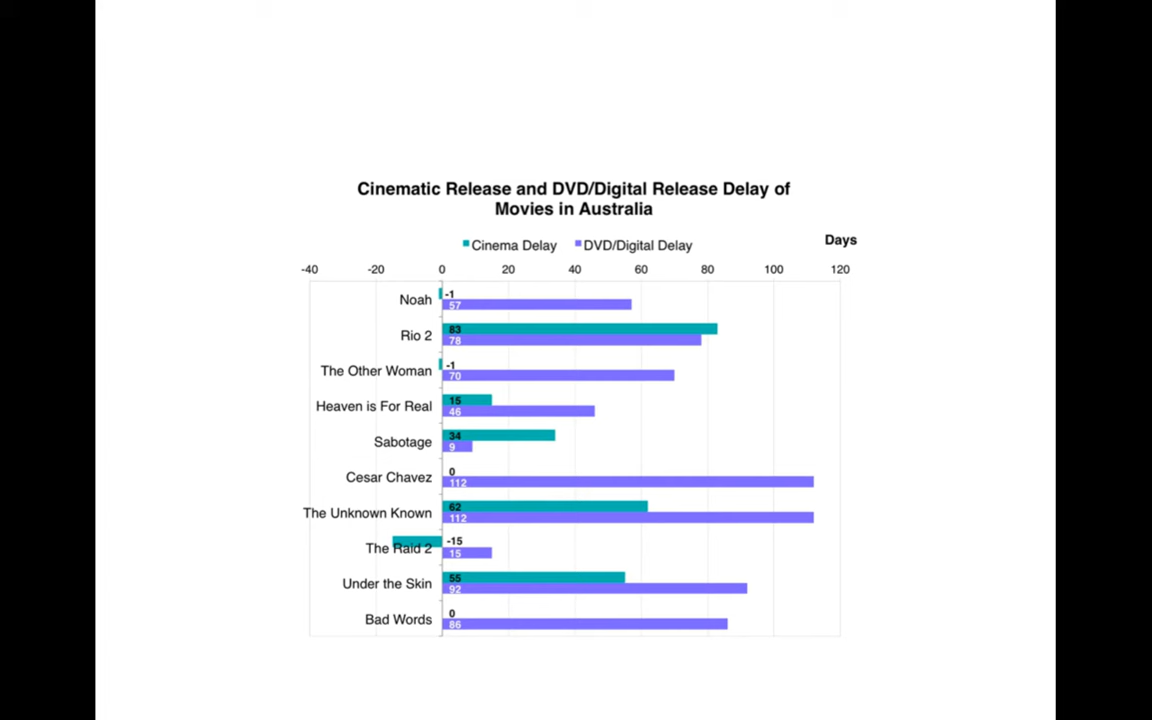 Cinematic Release and DVD/Digital Release Delay of
Movies in Australia
Cinema Delay DVD/Digital Delay Days
-40 -20 0 20 40 60 80 100 120
Noah -1 57
Rio 2 83 78
The Other Woman -1 70
Heaven is For Real 15 46
Sabotage 34 9
Cesar Chavez 0 112
The Unknown Known 62 112
The Raid 2 -15 15
Under the Skin 55 92
Bad Words 0 86